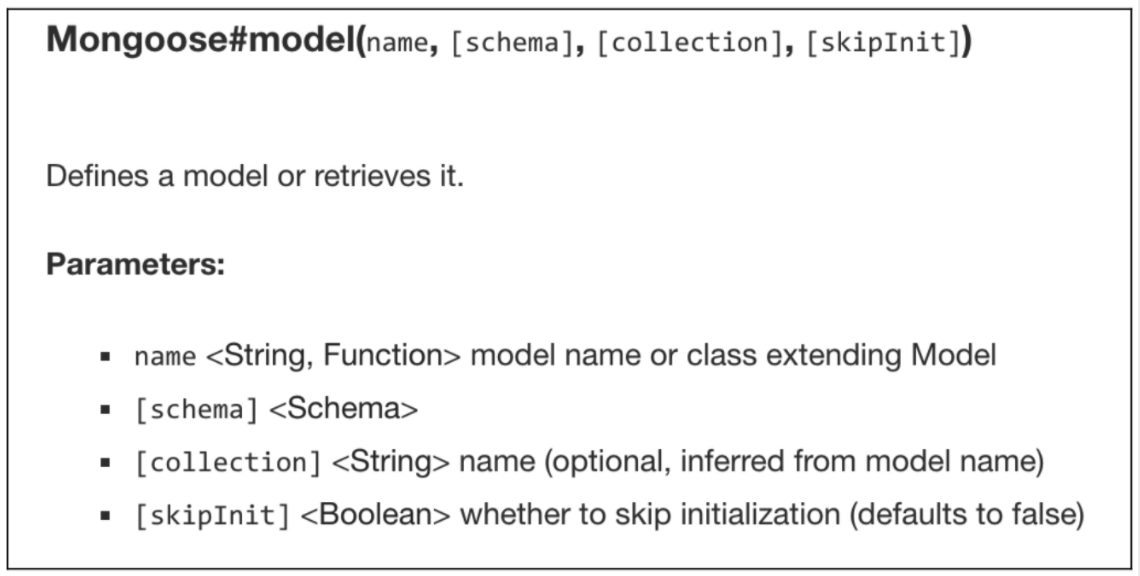 Mongoose#model(name, [schema], [collection], [skipInit])
Defines a model or retrieves it.
Parameters:
▪ name <String, Function> model name or class extending Model
▪ [schema] <Schema>
▪ [collection] <String> name (optional, inferred from model name)
▪ [skipInit] <Boolean> whether to skip initialization (defaults to false)